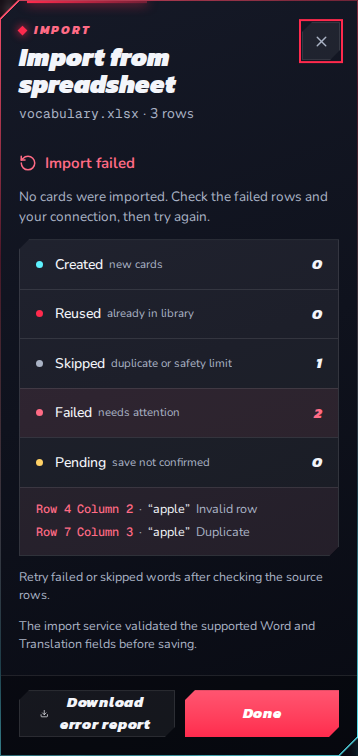 IMPORT
Import from
spreadsheet
vocabulary.xlsx · 3 rows
Import failed
No cards were imported. Check the failed rows and
your connection, then try again.
Created new cards 0
Reused already in library 0
Skipped duplicate or safety limit 1
Failed needs attention 2
Pending save not confirmed 0
Row 4 Column 2 · “apple” Invalid row
Row 7 Column 3 · “apple” Duplicate
Retry failed or skipped words after checking the source
rows.
The import service validated the supported Word and
Translation fields before saving.
Download
error report
Done